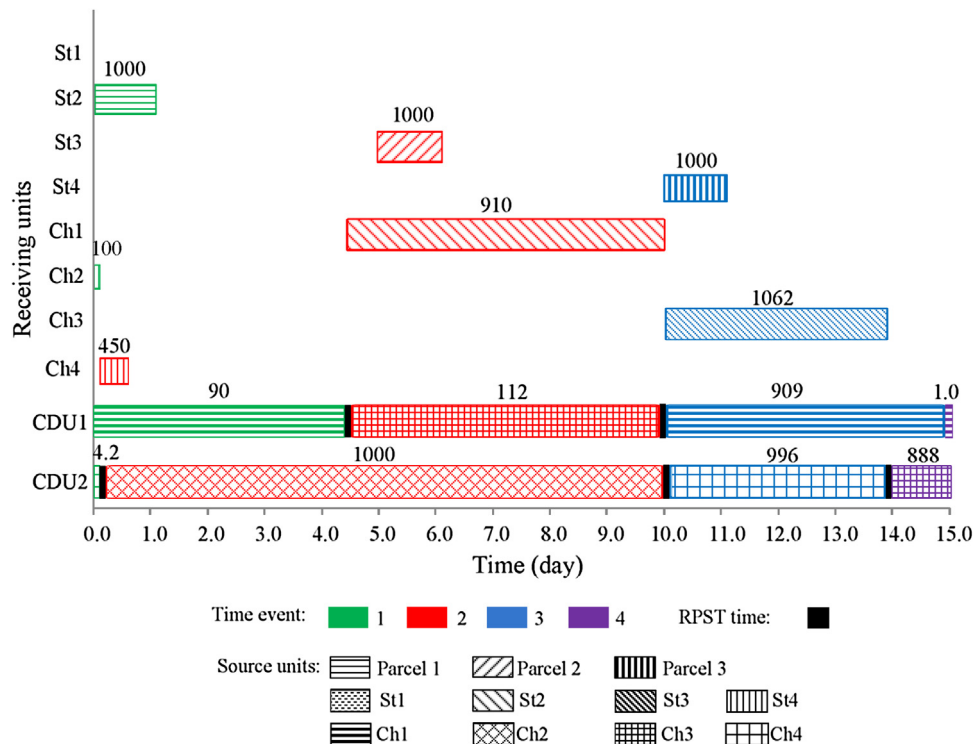 St1
1000
St2
1000
St3
1000
St4
910
Ch1
100
Ch2
1062
Ch3
450
Ch4
90 112 909 1.0
CDU1
4.2 1000 996 888
CDU2
0.0 1.0 2.0 3.0 4.0 5.0 6.0 7.0 8.0 9.0 10.0 11.0 12.0 13.0 14.0 15.0
Time (day)
Receiving units
Time event: 1 2 3 4 RPST time:
Source units: Parcel 1 Parcel 2 Parcel 3
St1 St2 St3 St4
Ch1 Ch2 Ch3 Ch4